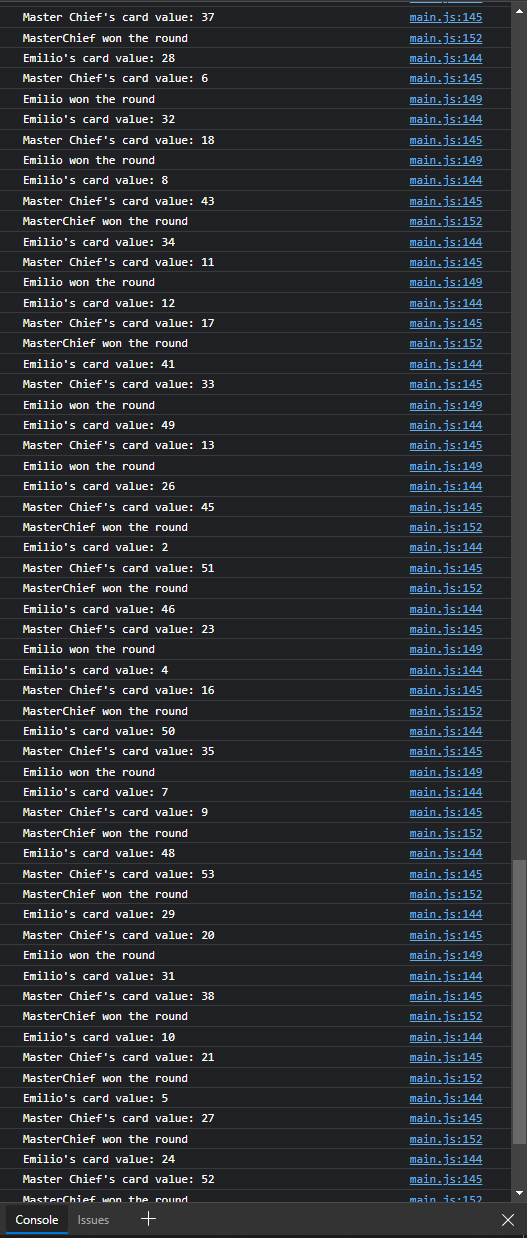 Master Chief's card value: 37 main.js:145
MasterChief won the round main.js:152
Emilio's card value: 28 main.js:144
Master Chief's card value: 6 main.js:145
Emilio won the round main.js:149
Emilio's card value: 32 main.js:144
Master Chief's card value: 18 main.js:145
Emilio won the round main.js:149
Emilio's card value: 8 main.js:144
Master Chief's card value: 43 main.js:145
MasterChief won the round main.js:152
Emilio's card value: 34 main.js:144
Master Chief's card value: 11 main.js:145
Emilio won the round main.js:149
Emilio's card value: 12 main.js:144
Master Chief's card value: 17 main.js:145
MasterChief won the round main.js:152
Emilio's card value: 41 main.js:144
Master Chief's card value: 33 main.js:145
Emilio won the round main.js:149
Emilio's card value: 49 main.js:144
Master Chief's card value: 13 main.js:145
Emilio won the round main.js:149
Emilio's card value: 26 main.js:144
Master Chief's card value: 45 main.js:145
MasterChief won the round main.js:152
Emilio's card value: 2 main.js:144
Master Chief's card value: 51 main.js:145
MasterChief won the round main.js:152
Emilio's card value: 46 main.js:144
Master Chief's card value: 23 main.js:145
Emilio won the round main.js:149
Emilio's card value: 4 main.js:144
Master Chief's card value: 16 main.js:145
MasterChief won the round main.js:152
Emilio's card value: 50 main.js:144
Master Chief's card value: 35 main.js:145
Emilio won the round main.js:149
Emilio's card value: 7 main.js:144
Master Chief's card value: 9 main.js:145
MasterChief won the round main.js:152
Emilio's card value: 48 main.js:144
Master Chief's card value: 53 main.js:145
MasterChief won the round main.js:152
Emilio's card value: 29 main.js:144
Master Chief's card value: 20 main.js:145
Emilio won the round main.js:149
Emilio's card value: 31 main.js:144
Master Chief's card value: 38 main.js:145
MasterChief won the round main.js:152
Emilio's card value: 10 main.js:144
Master Chief's card value: 21 main.js:145
MasterChief won the round main.js:152
Emilio's card value: 5 main.js:144
Master Chief's card value: 27 main.js:145
MasterChief won the round main.js:152
Emilio's card value: 24 main.js:144
Master Chief's card value: 52 main.js:145
MasterChief won the round main.js:152
Console Issues